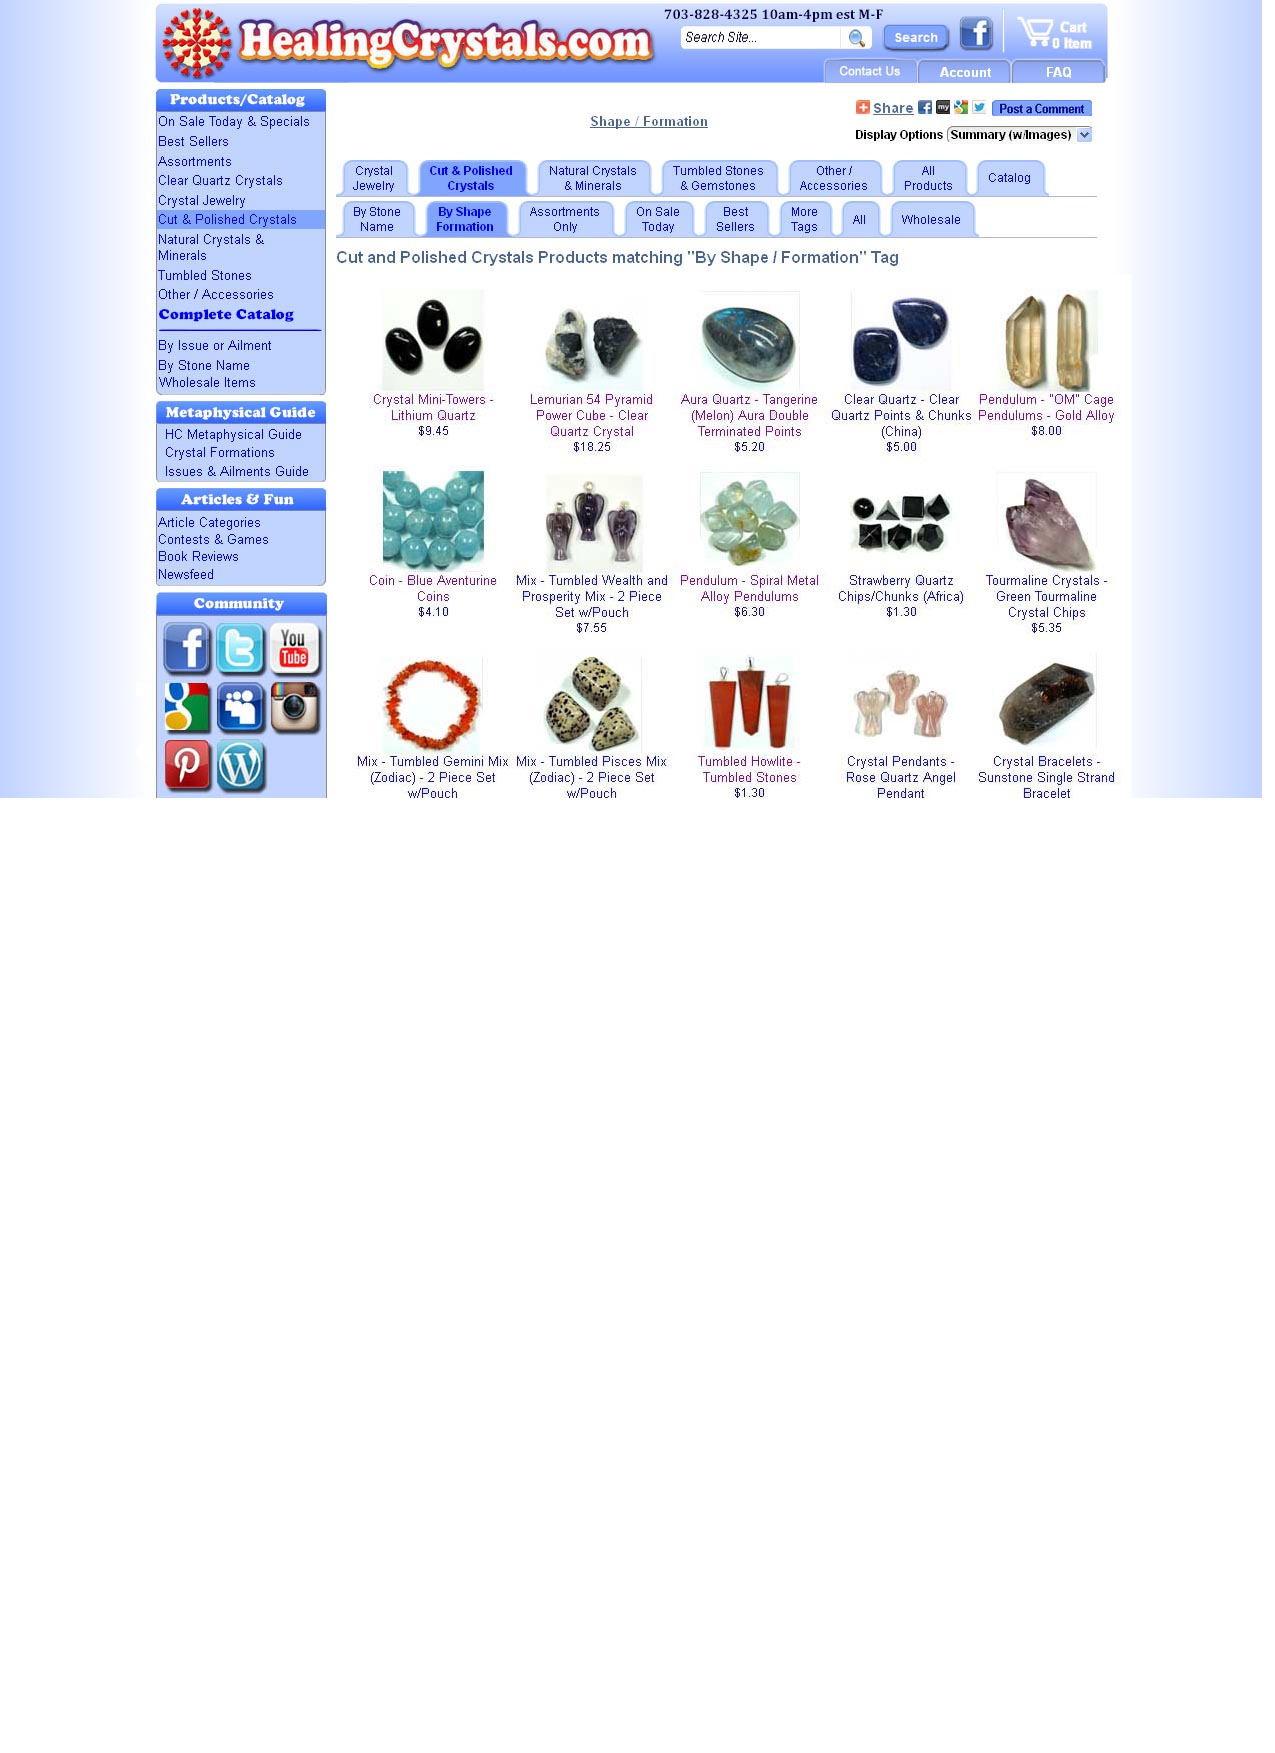 703-828-4325 10am-4pm est M-F
HealingCrystals.com
Search Site...
Search
Cart
0 Item
Contact Us
Account
FAQ
Products/Catalog
On Sale Today & Specials
Best Sellers
Assortments
Clear Quartz Crystals
Crystal Jewelry
Cut & Polished Crystals
Natural Crystals &
Minerals
Tumbled Stones
Other / Accessories
Complete Catalog
By Issue or Ailment
By Stone Name
Wholesale Items
Metaphysical Guide
HC Metaphysical Guide
Crystal Formations
Issues & Ailments Guide
Articles & Fun
Article Categories
Contests & Games
Book Reviews
Newsfeed
Community
You
Tube
Shape / Formation
Share
my
Post a Comment
Display Options Summary (w/Images)
Crystal
Jewelry
Cut & Polished
Crystals
Natural Crystals
& Minerals
Tumbled Stones
& Gemstones
Other /
Accessories
All
Products
Catalog
By Stone
Name
By Shape
Formation
Assortments
Only
On Sale
Today
Best
Sellers
More
Tags
All
Wholesale
Cut and Polished Crystals Products matching "By Shape / Formation" Tag
Crystal Mini-Towers -
Lithium Quartz
$9.45
Lemurian 54 Pyramid
Power Cube - Clear
Quartz Crystal
$18.25
Aura Quartz - Tangerine
(Melon) Aura Double
Terminated Points
$5.20
Clear Quartz - Clear
Quartz Points & Chunks
(China)
$5.00
Pendulum - "OM" Cage
Pendulums - Gold Alloy
$8.00
Coin - Blue Aventurine
Coins
$4.10
Mix - Tumbled Wealth and
Prosperity Mix - 2 Piece
Set w/Pouch
$7.55
Pendulum - Spiral Metal
Alloy Pendulums
$6.30
Strawberry Quartz
Chips/Chunks (Africa)
$1.30
Tourmaline Crystals -
Green Tourmaline
Crystal Chips
$5.35
Mix - Tumbled Gemini Mix
(Zodiac) - 2 Piece Set
w/Pouch
Mix - Tumbled Pisces Mix
(Zodiac) - 2 Piece Set
w/Pouch
Tumbled Howlite -
Tumbled Stones
$1.30
Crystal Pendants -
Rose Quartz Angel
Pendant
Crystal Bracelets -
Sunstone Single Strand
Bracelet